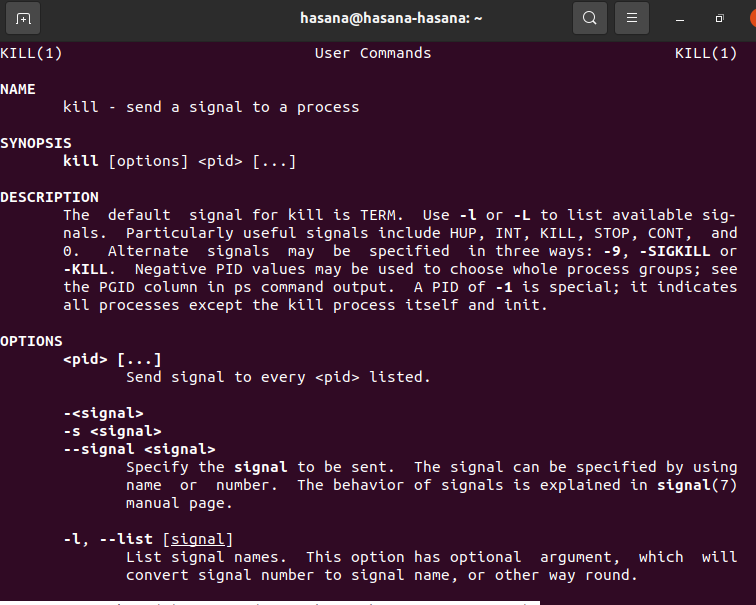 hasana@hasana-hasana: ~
KILL(1) User Commands KILL(1)
NAME
kill - send a signal to a process
SYNOPSIS
kill [options] <pid> [...]
DESCRIPTION
The default signal for kill is TERM. Use -l or -L to list available sig-
nals. Particularly useful signals include HUP, INT, KILL, STOP, CONT, and
0. Alternate signals may be specified in three ways: -9, -SIGKILL or
-KILL. Negative PID values may be used to choose whole process groups; see
the PGID column in ps command output. A PID of -1 is special; it indicates
all processes except the kill process itself and init.
OPTIONS
<pid> [...]
Send signal to every <pid> listed.
-<signal>
-s <signal>
--signal <signal>
Specify the signal to be sent. The signal can be specified by using
name or number. The behavior of signals is explained in signal(7)
manual page.
-l, --list [signal]
List signal names. This option has optional argument, which will
convert signal number to signal name, or other way round.